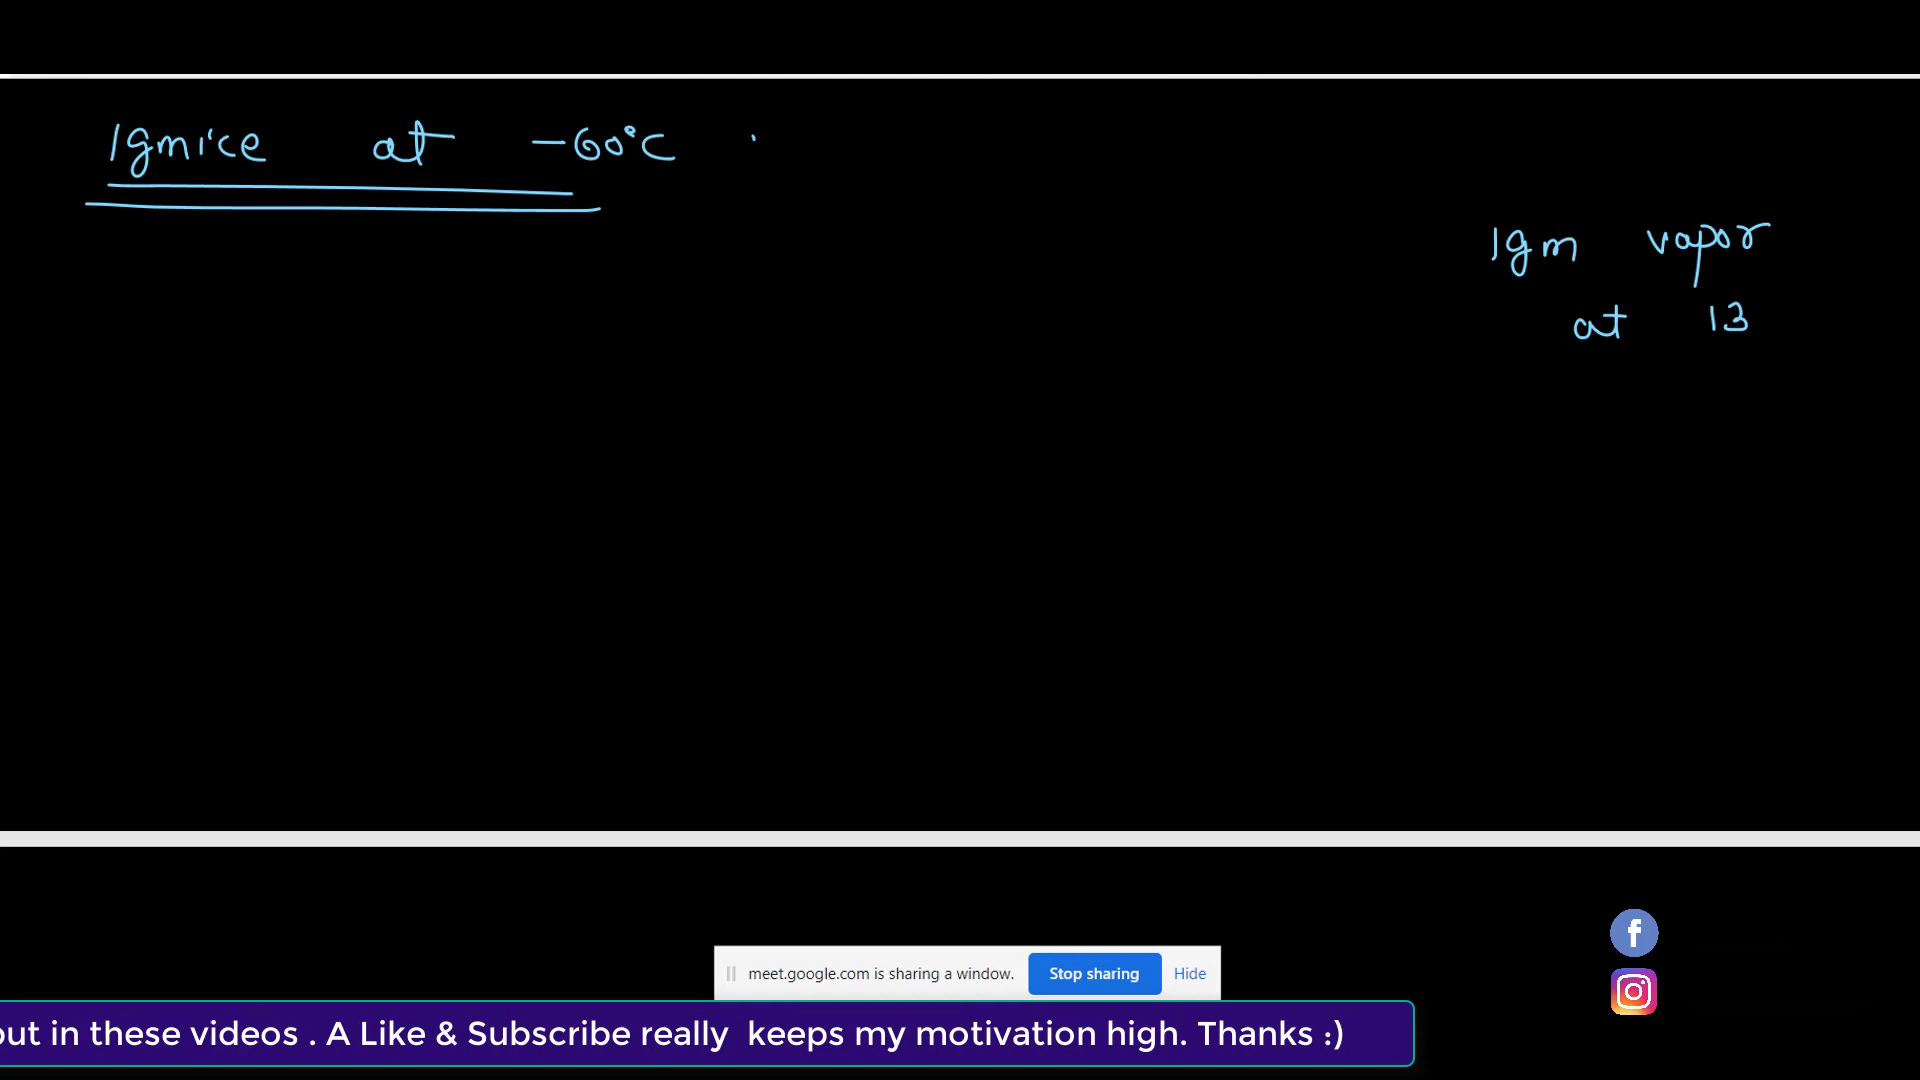 1gm ice at -60°C
1gm vapor
at 13
meet.google.com is sharing a window. Stop sharing Hide
out in these videos . A Like & Subscribe really keeps my motivation high. Thanks :)